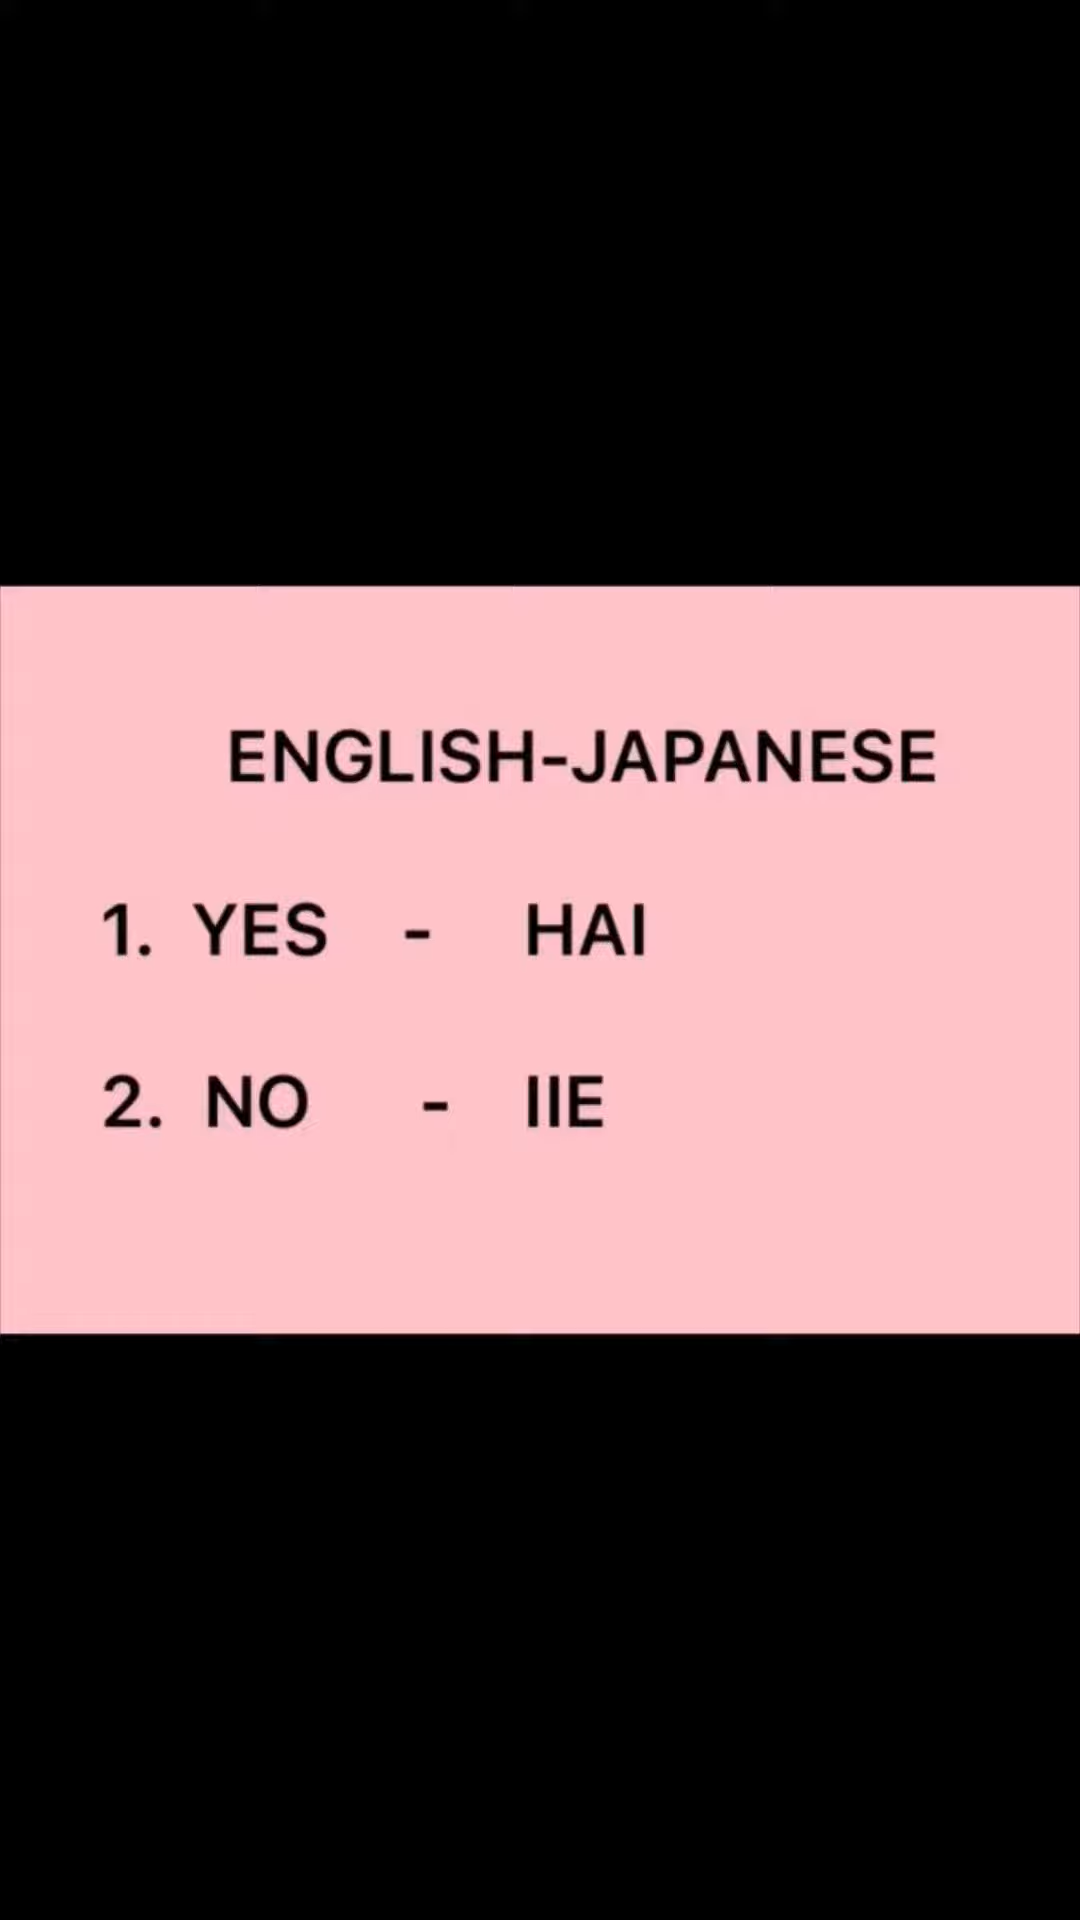 ENGLISH-JAPANESE
1. YES - HAI
2. NO - IIE